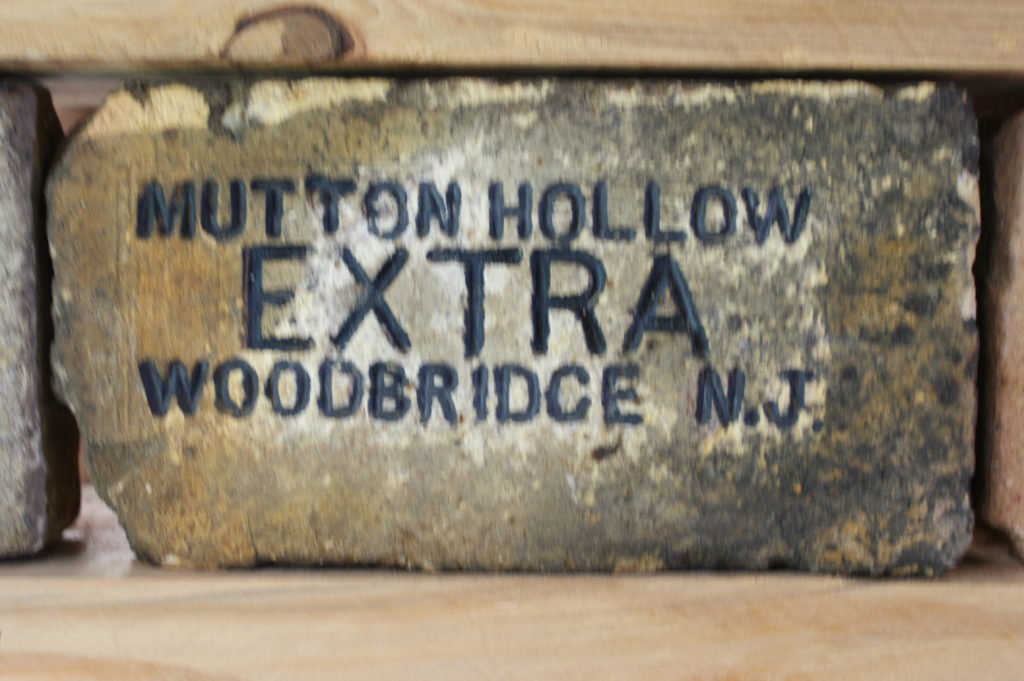 MUTTON HOLLOW
EXTRA
WOODBRIDGE N.J.